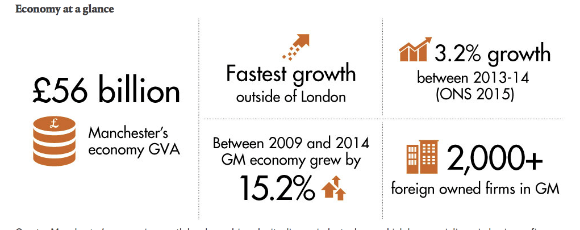 Economy at a glance
£56 billion
£
Manchester's
economy GVA
Fastest growth
outside of London
3.2% growth
between 2013-14
(ONS 2015)
Between 2009 and 2014
GM economy grew by
15.2%
2,000+
foreign owned firms in GM